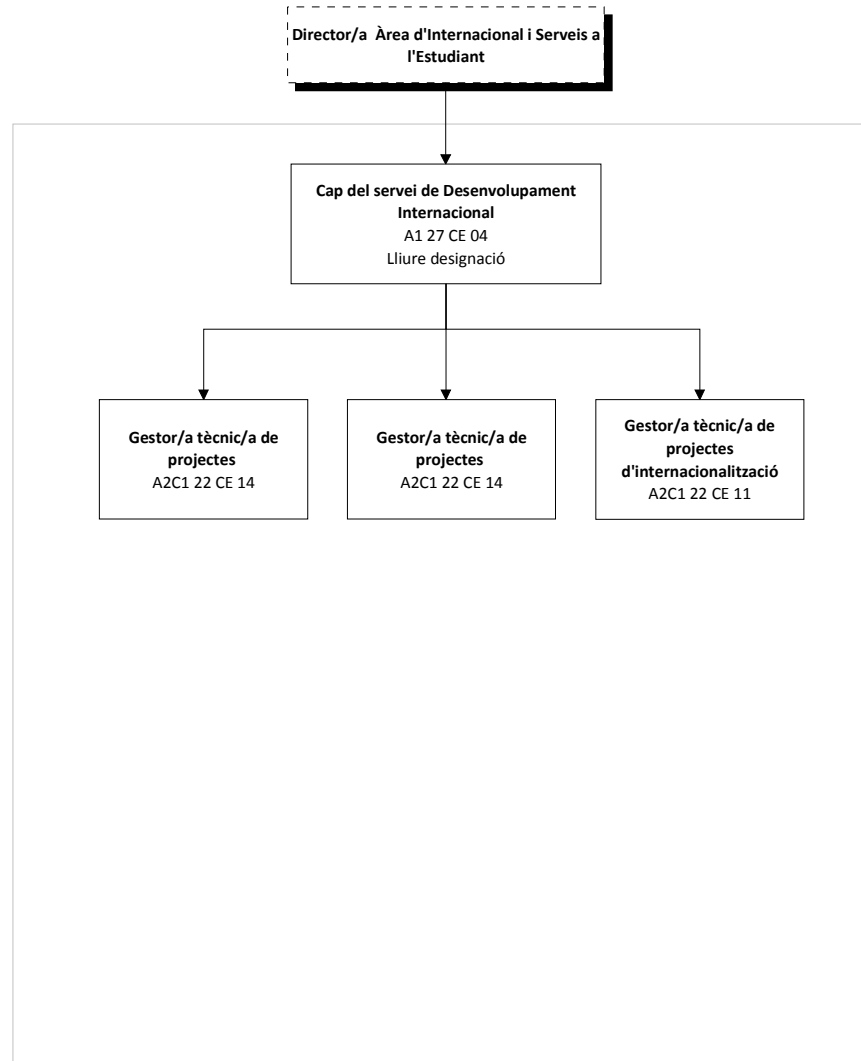 Director/a Àrea d'Internacional i Serveis a
l'Estudiant
Cap del servei de Desenvolupament
Internacional
A1 27 CE 04
Lliure designació
Gestor/a tècnic/a de
projectes
A2C1 22 CE 14
Gestor/a tècnic/a de
projectes
A2C1 22 CE 14
Gestor/a tècnic/a de
projectes
d'internacionalització
A2C1 22 CE 11